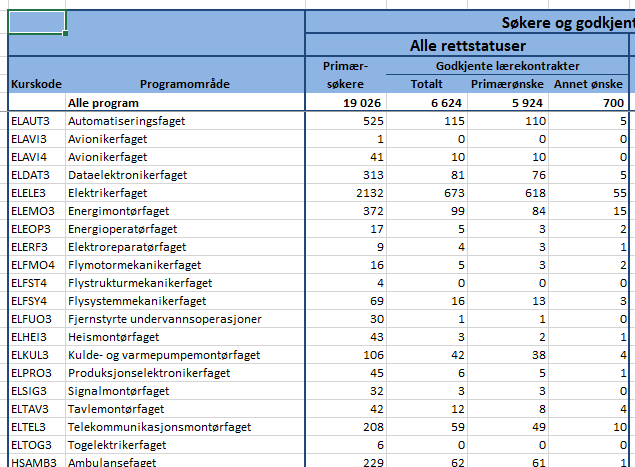 Søkere og godkjent
Alle rettstatuser
Primær- Godkjente lærekontrakter
Kurskode Programområde søkere Totalt Primærønske Annet ønske
Alle program 19 026 6 624 5 924 700
ELAUT3 Automatiseringsfaget 525 115 110 5
ELAVI3 Avionikerfaget 1 0 0 0
ELAVI4 Avionikerfaget 41 10 10 0
ELDAT3 Dataelektronikerfaget 313 81 76 5
ELELE3 Elektrikerfaget 2132 673 618 55
ELEMO3 Energimontørfaget 372 99 84 15
ELEOP3 Energioperatørfaget 17 5 3 2
ELERF3 Elektroreparatørfaget 9 4 3 1
ELFMO4 Flymotormekanikerfaget 16 5 3 2
ELFST4 Flystrukturmekanikerfaget 4 0 0 0
ELFSY4 Flysystemmekanikerfaget 69 16 13 3
ELFUO3 Fjernstyrte undervannsoperasjoner 30 1 1 0
ELHEI3 Heismontørfaget 43 3 2 1
ELKUL3 Kulde- og varmepumpemontørfaget 106 42 38 4
ELPRO3 Produksjonselektronikerfaget 45 6 5 1
ELSIG3 Signalmontørfaget 32 3 3 0
ELTAV3 Tavlemontørfaget 42 12 8 4
ELTEL3 Telekommunikasjonsmontørfaget 208 59 49 10
ELTOG3 Togelektrikerfaget 6 0 0 0
HSAMB3 Ambulansefaget 229 62 61 1